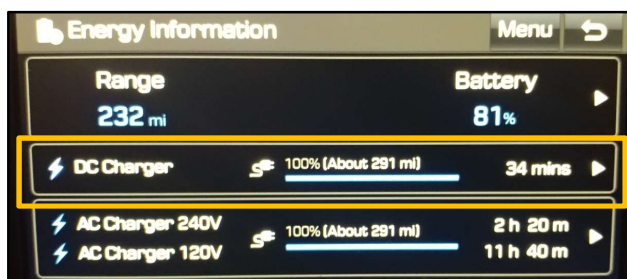 Energy Information Menu
Range Battery
232 mi 81%
DC Charger 100% (About 291 mi) 34 mins
AC Charger 240V 100% (About 291 mi) 2 h 20 m
AC Charger 120V 11 h 40 m